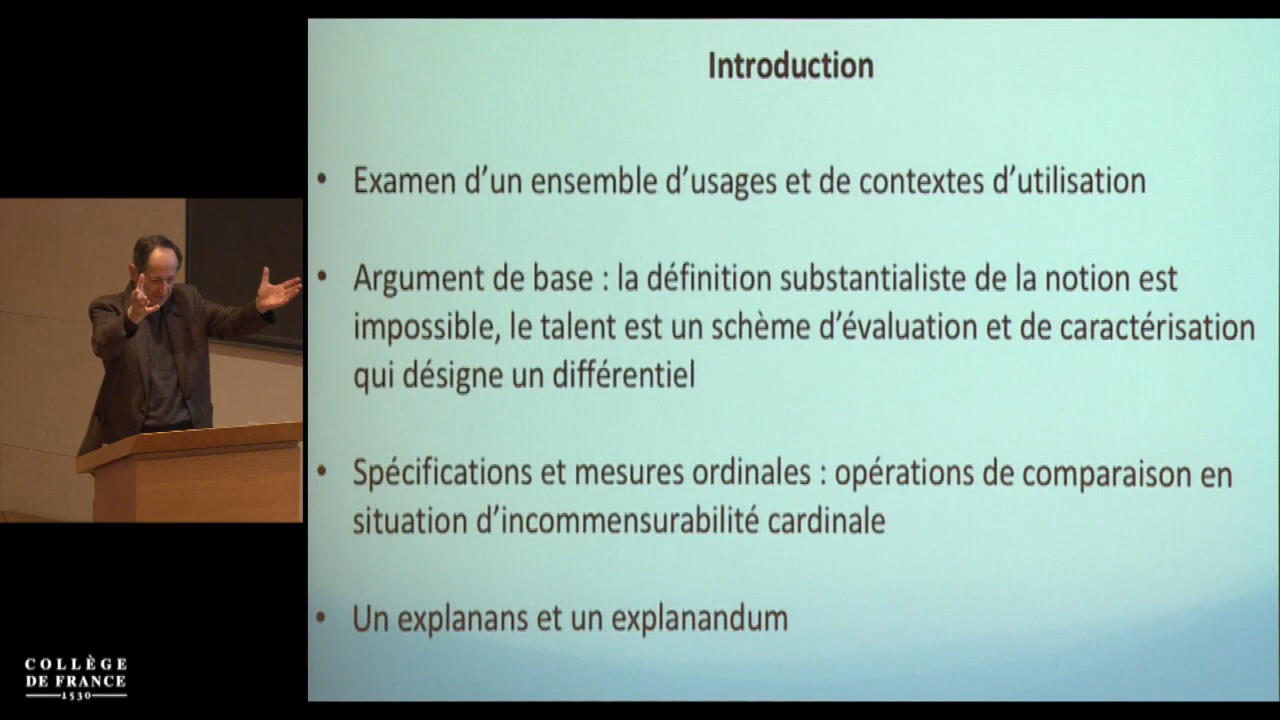 Introduction
• Examen d’un ensemble d’usages et de contextes d’utilisation
• Argument de base : la définition substantialiste de la notion est
impossible, le talent est un schème d’évaluation et de caractérisation
qui désigne un différentiel
• Spécifications et mesures ordinales : opérations de comparaison en
situation d’incommensurabilité cardinale
• Un explanans et un explanandum
COLLÈGE
DE FRANCE
1530